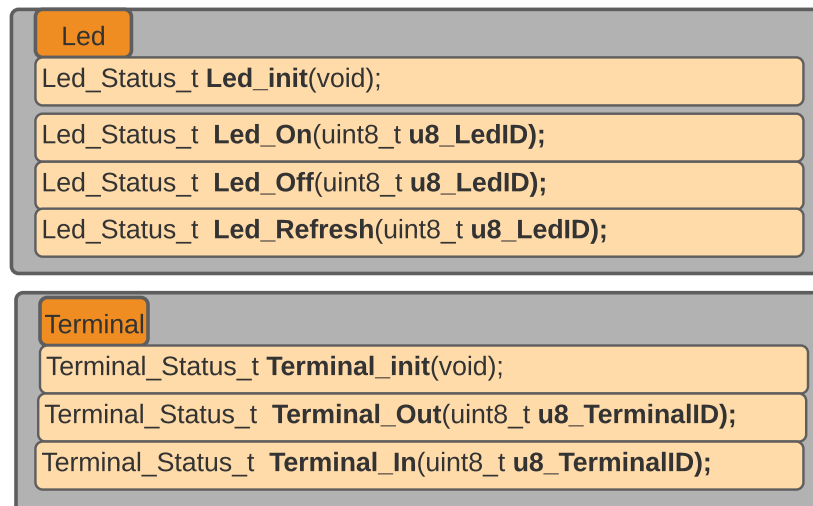 Led
Led_Status_t Led_init(void);
Led_Status_t Led_On(uint8_t u8_LedID);
Led_Status_t Led_Off(uint8_t u8_LedID);
Led_Status_t Led_Refresh(uint8_t u8_LedID);
Terminal
Terminal_Status_t Terminal_init(void);
Terminal_Status_t Terminal_Out(uint8_t u8_TerminalID);
Terminal_Status_t Terminal_In(uint8_t u8_TerminalID);